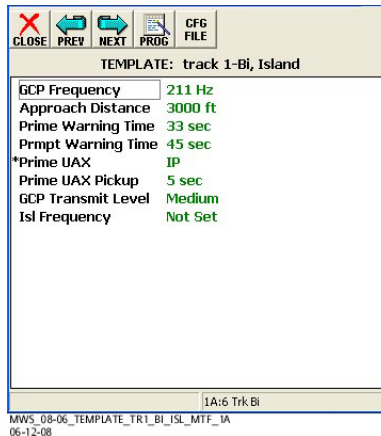 CLOSE PREV NEXT PROG CFG FILE
TEMPLATE: track 1-Bi, Island
GCP Frequency 211 Hz
Approach Distance 3000 ft
Prime Warning Time 33 sec
Prmpt Warning Time 45 sec
*Prime UAX IP
Prime UAX Pickup 5 sec
GCP Transmit Level Medium
Isl Frequency Not Set
1A:6 Trk Bi
MWS_08-06_TEMPLATE_TR1_BI_ISL_MTF_1A
06-12-08